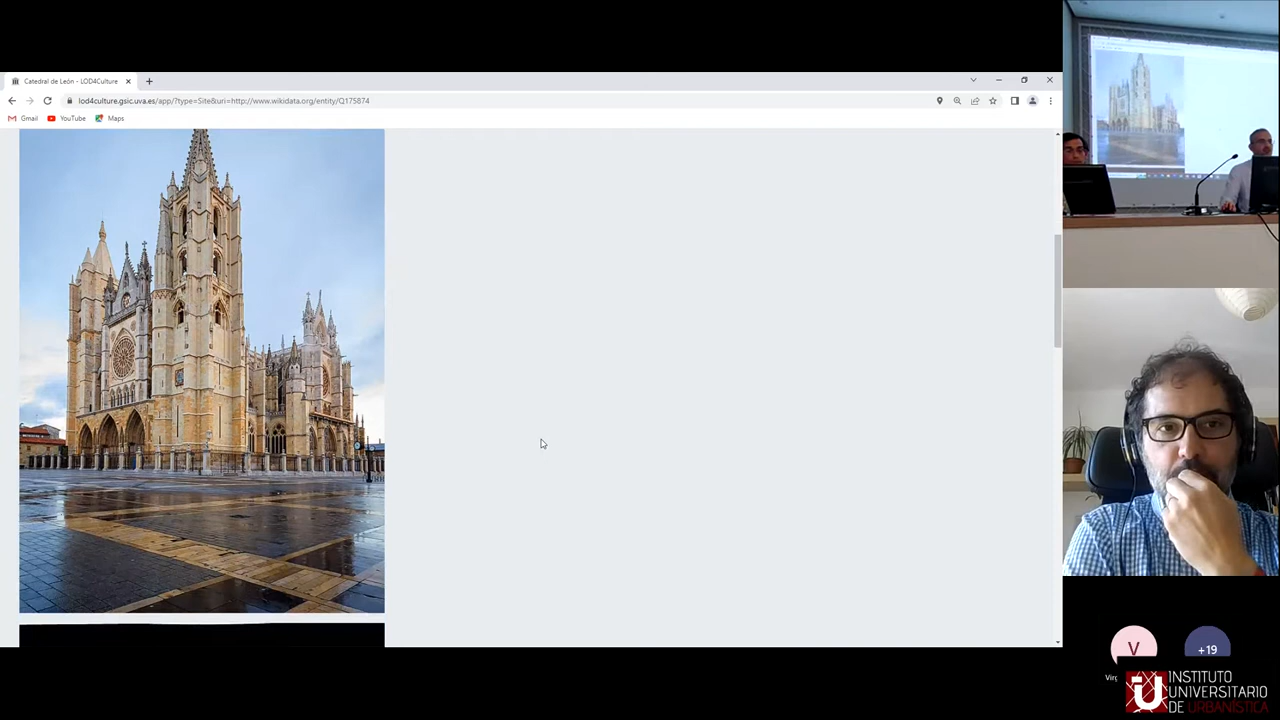 Catedral de León - LOD4Culture
lod4culture.gsic.uva.es/app/?type=Site&uri=http://www.wikidata.org/entity/Q175874
Gmail YouTube Maps
V
+19
INSTITUTO
UNIVERSITARIO
DE URBANÍSTICA